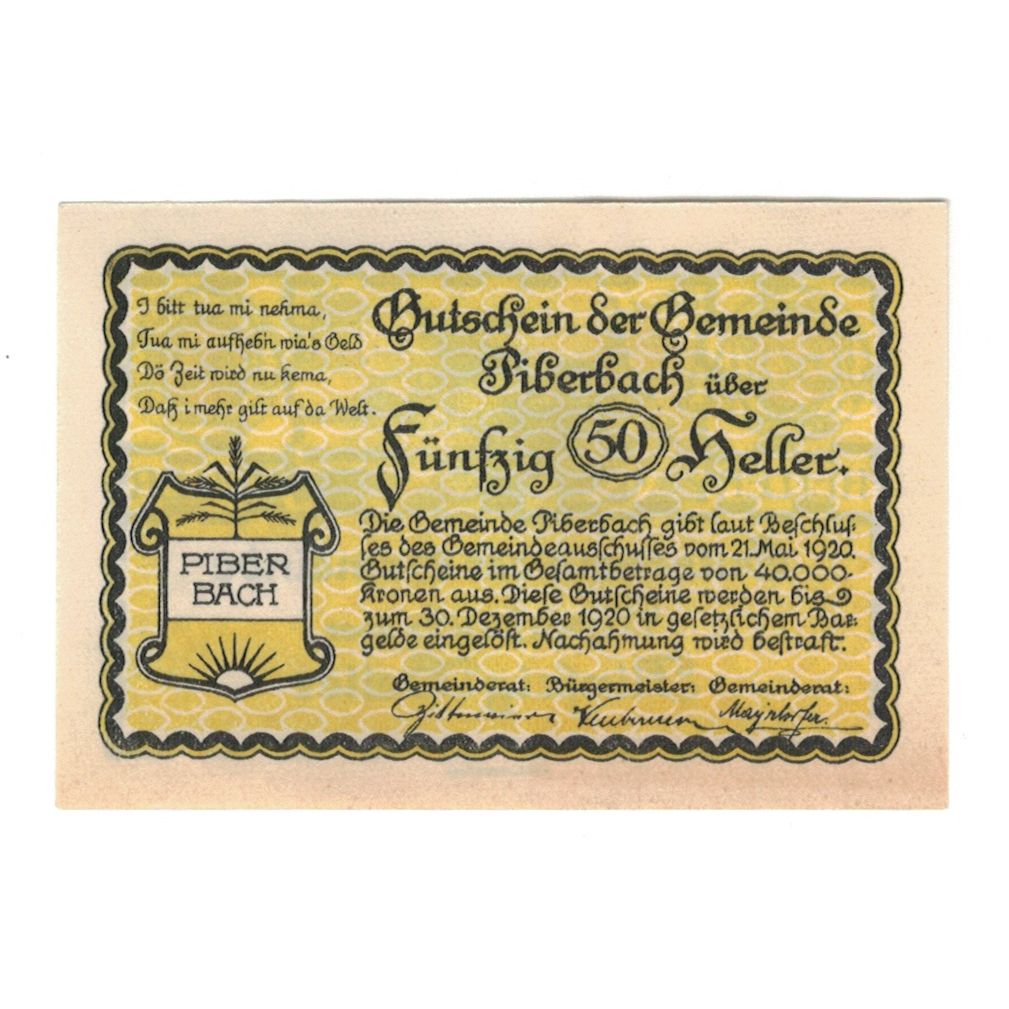 I bitt tua mi nehma,
Tua mi aufheb'n wia's Geld
Dö Zeit wird nu kema,
Daß i mehr gilt auf da Welt.
Gutschein der Gemeinde
Piberbach über
Fünfzig 50 Heller.
PIBER
BACH
Die Gemeinde Piberbach gibt laut Beschlus-
ses des Gemeindeausschusses vom 21. Mai 1920.
Gutscheine im Gesamtbetrage von 40.000.
Kronen aus. Diese Gutscheine werden bis
zum 30. Dezember 1920 in gesetzlichem Bar-
gelde eingelöst. Nachahmung wird bestraft.
Gemeinderat: Bürgermeister: Gemeinderat:
Mayrdorfer